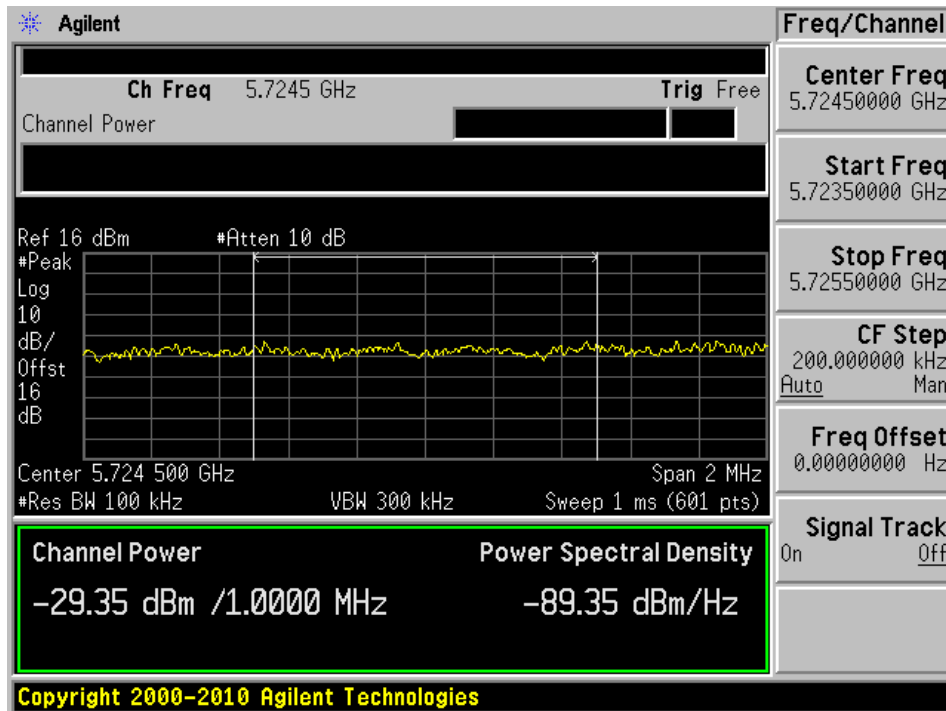 Agilent
Ch Freq 5.7245 GHz Trig Free
Channel Power
Ref 16 dBm #Atten 10 dB
#Peak
Log
10
dB/
Offst
16
dB
Center 5.724 500 GHz Span 2 MHz
#Res BW 100 kHz VBW 300 kHz Sweep 1 ms (601 pts)
Channel Power Power Spectral Density
-29.35 dBm /1.0000 MHz -89.35 dBm/Hz
Copyright 2000-2010 Agilent Technologies
Freq/Channel
Center Freq
5.72450000 GHz
Start Freq
5.72350000 GHz
Stop Freq
5.72550000 GHz
CF Step
200.000000 kHz
Auto Man
Freq Offset
0.00000000 Hz
Signal Track
On Off